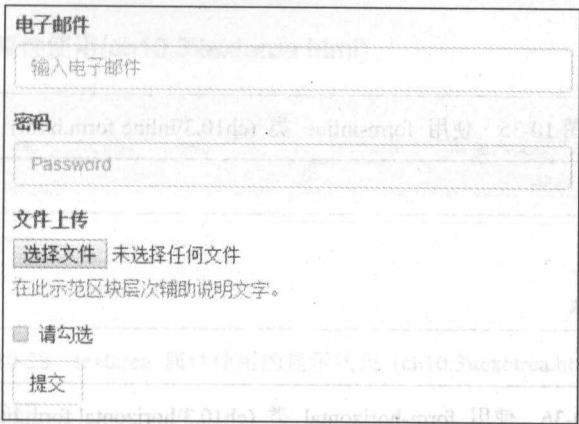 电子邮件
输入电子邮件
密码
Password
文件上传
选择文件 未选择任何文件
在此示范区块层次辅助说明文字。
请勾选
提交